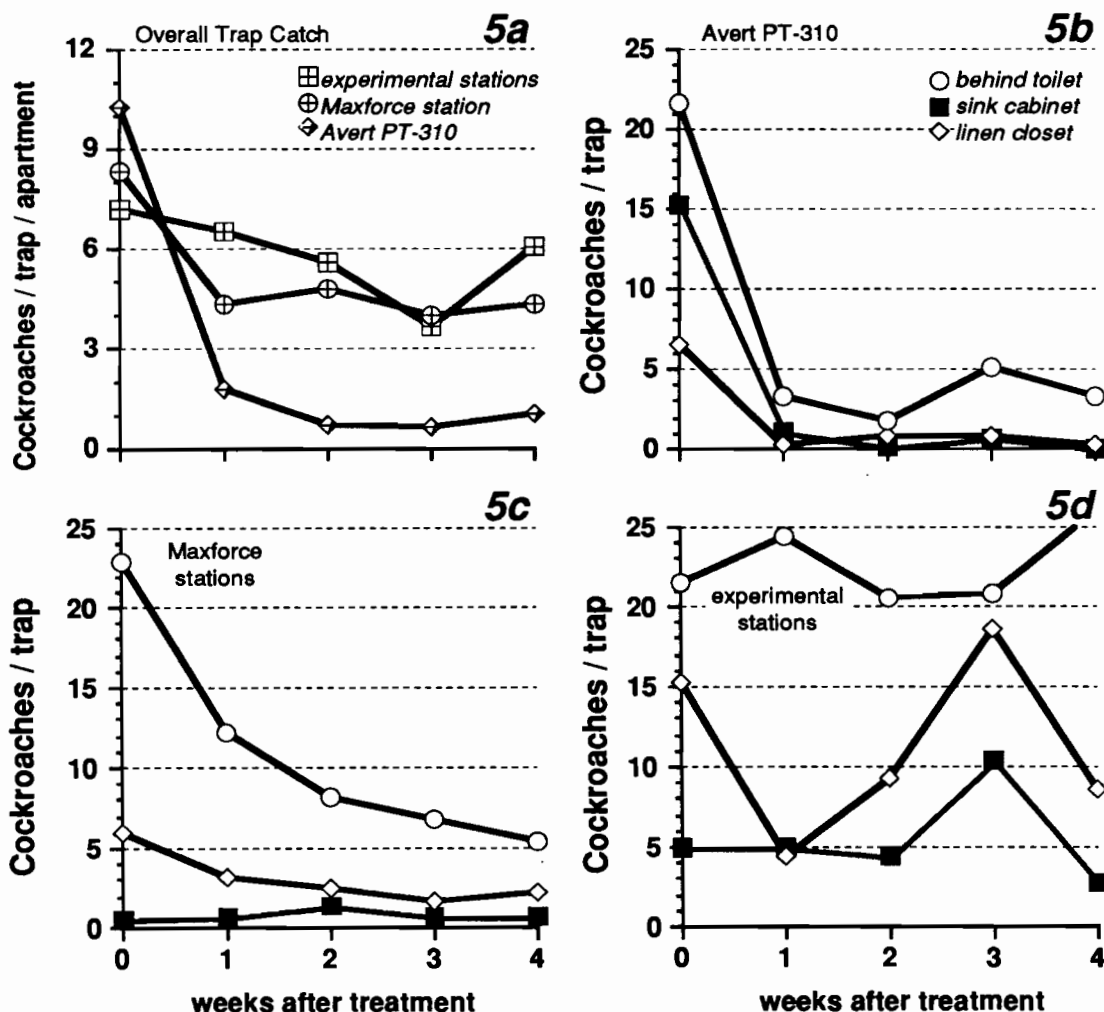 Overall Trap Catch
5a
12
9
6
3
0
Cockroaches / trap / apartment
experimental stations
Maxforce station
Avert PT-310
Avert PT-310
5b
25
20
15
10
5
0
Cockroaches / trap
behind toilet
sink cabinet
linen closet
5c
25
20
15
10
5
0
Cockroaches / trap
Maxforce
stations
0 1 2 3 4
weeks after treatment
5d
25
20
15
10
5
0
Cockroaches / trap
experimental
stations
0 1 2 3 4
weeks after treatment